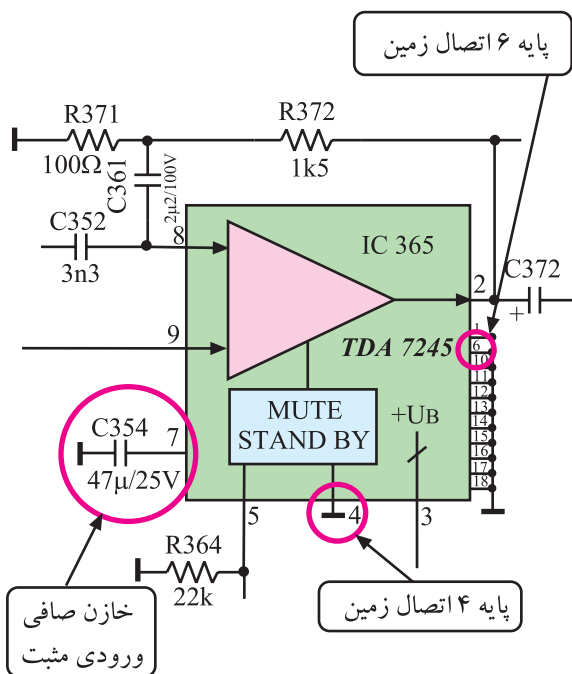 پایه ۶ اتصال زمین
R371
100Ω
R372
1k5
C361
2µ2/100V
C352
3n3
8
IC 365
2
C372
+
9
TDA 7245
1
6
10
11
12
13
14
15
16
17
18
MUTE
STAND BY
+UB
C354
7
47µ/25V
5
4
3
R364
22k
خازن صافی
ورودی مثبت
پایه ۴ اتصال زمین